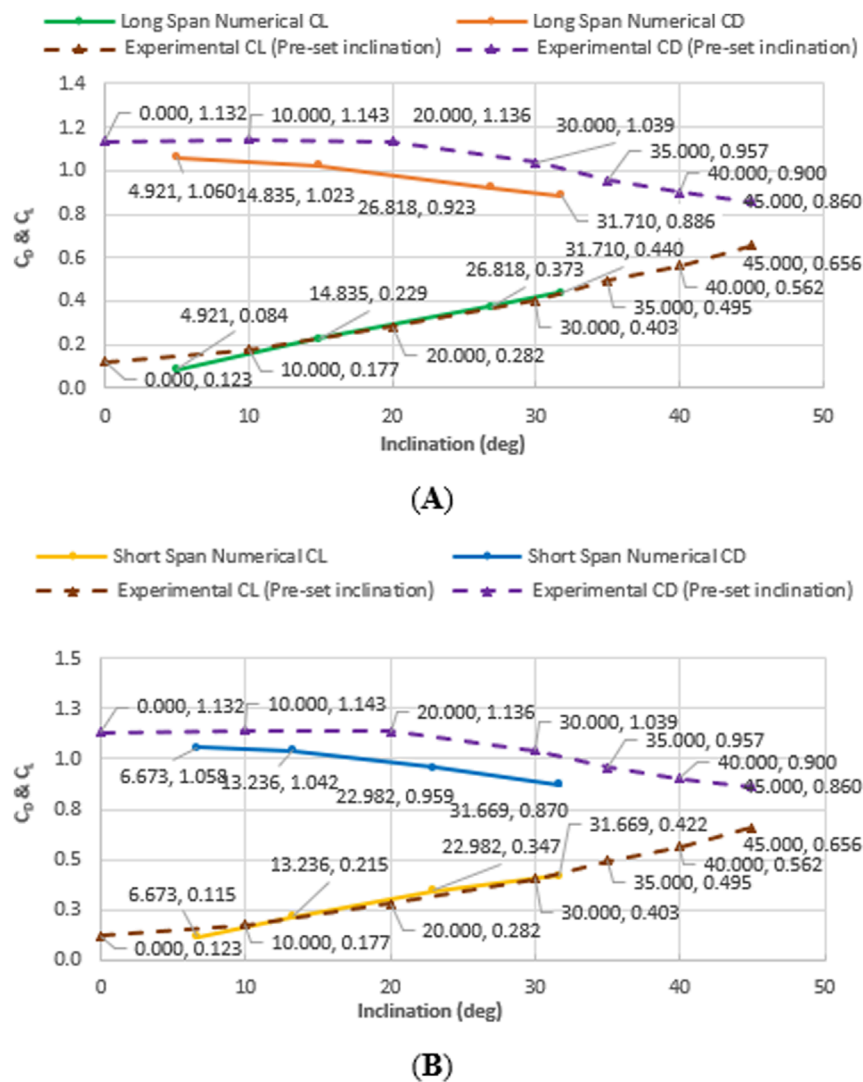 Long Span Numerical CL Long Span Numerical CD
Experimental CL (Pre-set inclination) Experimental CD (Pre-set inclination)
1.4
0.000, 1.132 10.000, 1.143 20.000, 1.136
1.2
30.000, 1.039
35.000, 0.957
1.0
40.000, 0.900
4.921, 1.060 14.835, 1.023 45.000, 0.860
0.8
26.818, 0.923
31.710, 0.886
31.710, 0.440
0.6
26.818, 0.373 45.000, 0.656
14.835, 0.229 40.000, 0.562
0.4
4.921, 0.084 35.000, 0.495
30.000, 0.403
0.2
20.000, 0.282
0.000, 0.123 10.000, 0.177
0.0
C_D & C_L
0 10 20 30 40 50
Inclination (deg)
(A)
Short Span Numerical CL Short Span Numerical CD
Experimental CL (Pre-set inclination) Experimental CD (Pre-set inclination)
1.5
0.000, 1.132 10.000, 1.143 20.000, 1.136
1.3
30.000, 1.039
35.000, 0.957
1.0
40.000, 0.900
6.673, 1.058 13.236, 1.042 45.000, 0.860
22.982, 0.959
0.8
31.669, 0.870 31.669, 0.422
22.982, 0.347 45.000, 0.656
13.236, 0.215 40.000, 0.562
0.5
35.000, 0.495
6.673, 0.115 30.000, 0.403
0.3
20.000, 0.282
0.000, 0.123 10.000, 0.177
0.0
C_D & C_L
0 10 20 30 40 50
Inclination (deg)
(B)